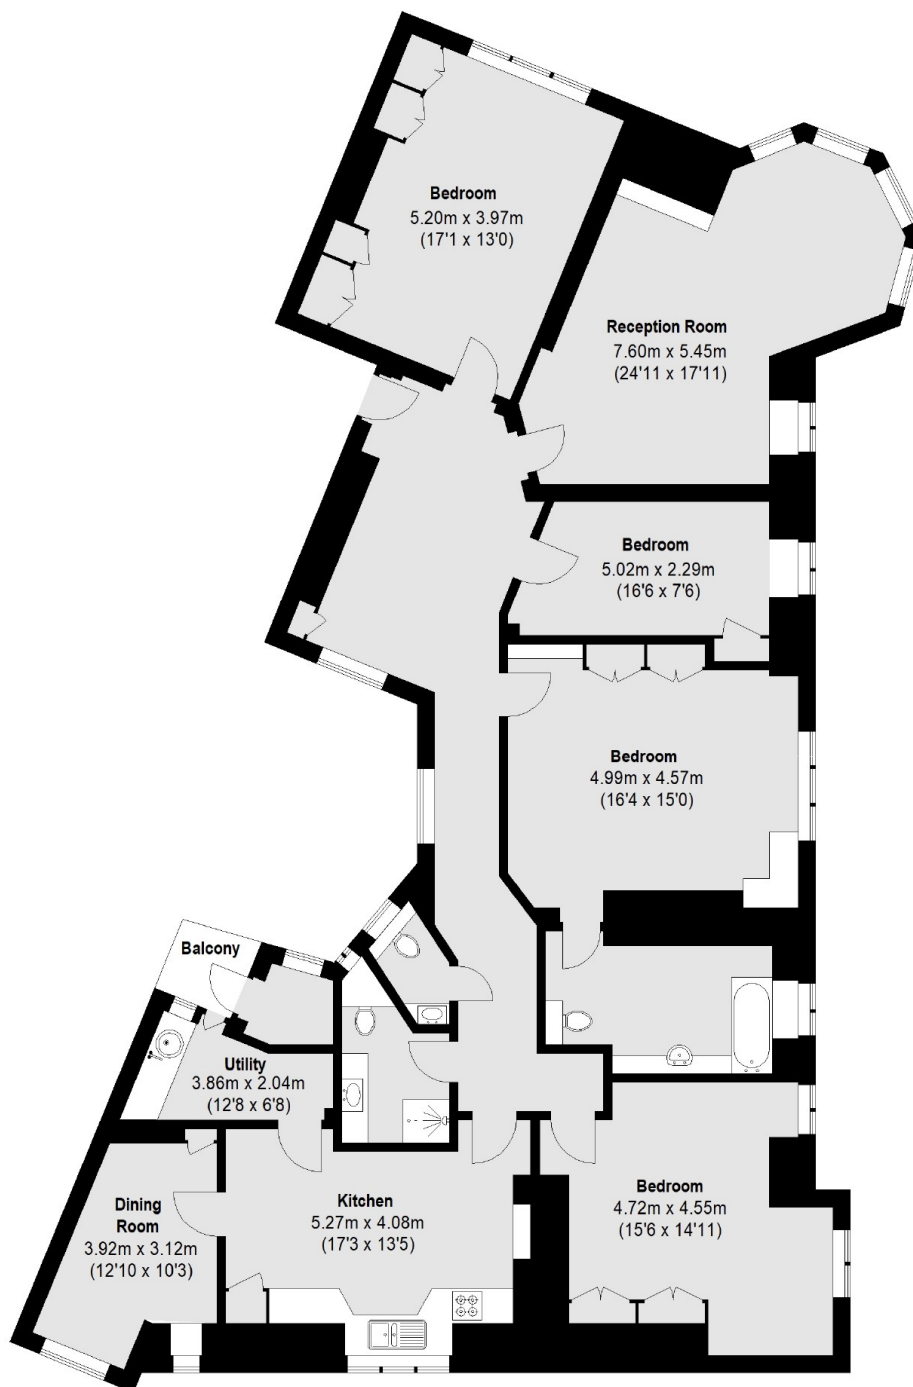 Bedroom
5.20m x 3.97m
(17'1 x 13'0)
Reception Room
7.60m x 5.45m
(24'11 x 17'11)
Bedroom
5.02m x 2.29m
(16'6 x 7'6)
Bedroom
4.99m x 4.57m
(16'4 x 15'0)
Balcony
Utility
3.86m x 2.04m
(12'8 x 6'8)
Dining
Room
3.92m x 3.12m
(12'10 x 10'3)
Kitchen
5.27m x 4.08m
(17'3 x 13'5)
Bedroom
4.72m x 4.55m
(15'6 x 14'11)